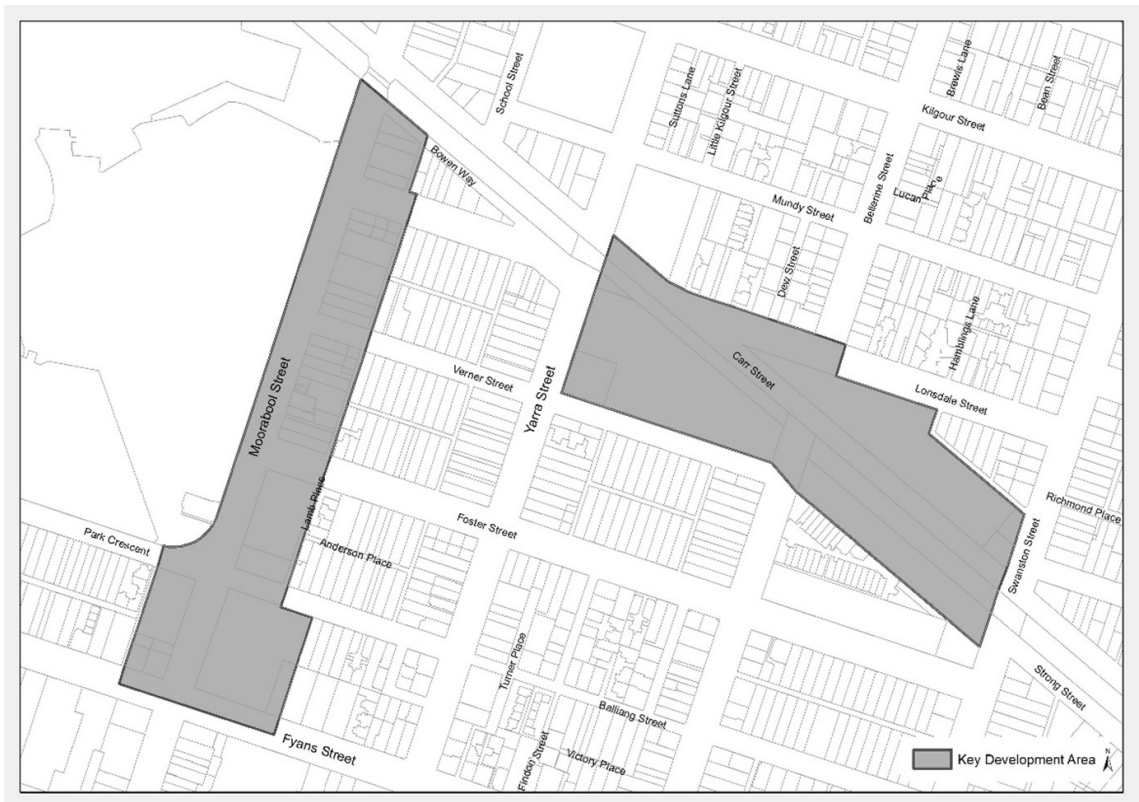 School Street
Suttons Lane
Little Kilgour Street
Brewis Lane
Bean Street
Kilgour Street
Bowen Way
Bellerine Street
Lucan Place
Mundy Street
Dew Street
Hamblings Lane
Carr Street
Verner Street
Yarra Street
Lonsdale Street
Moorabool Street
Lamb Place
Richmond Place
Foster Street
Park Crescent
Anderson Place
Swanston Street
Turner Place
Strong Street
Balliang Street
Fyans Street
Findon Street
Victory Place
Key Development Area
N